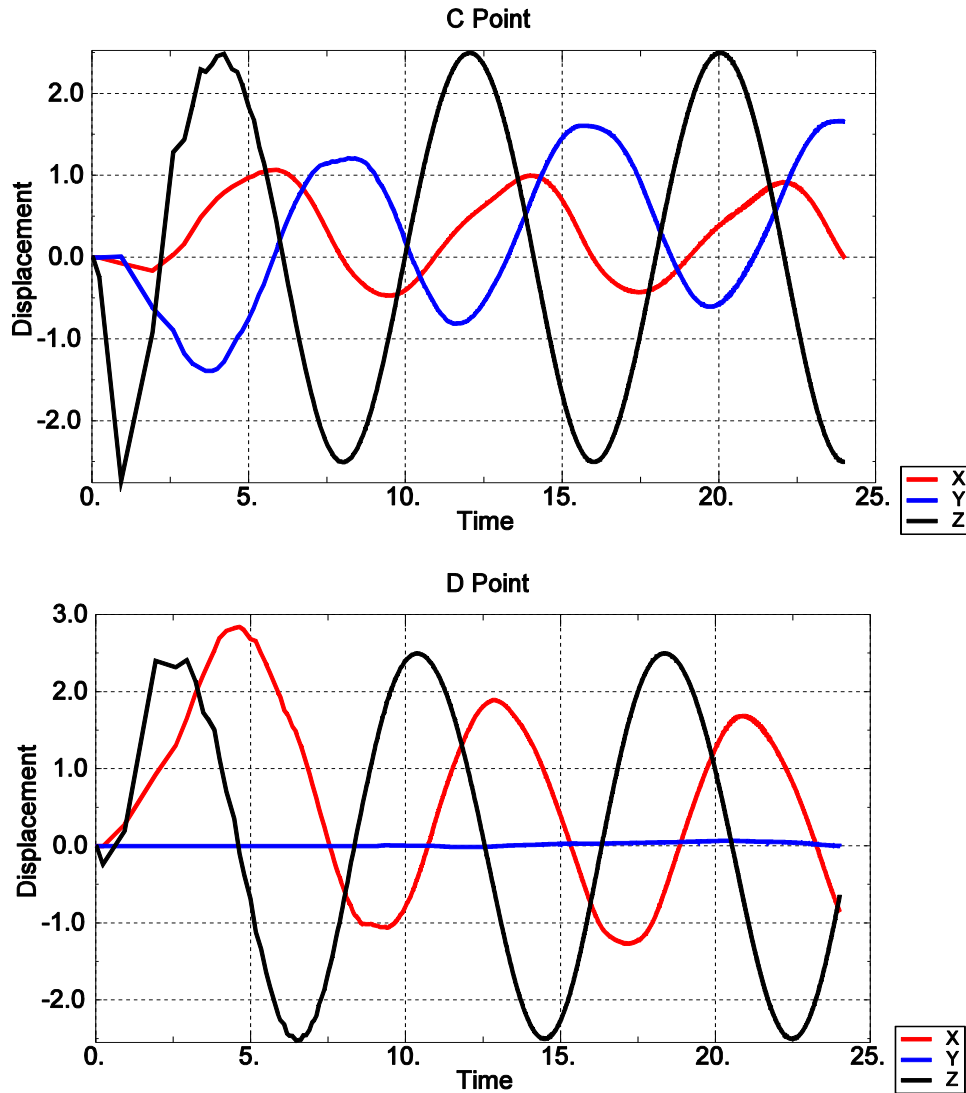 C Point
Displacement
2.0
1.0
0.0
-1.0
-2.0
0. 5. 10. 15. 20. 25.
Time
X
Y
Z
D Point
Displacement
3.0
2.0
1.0
0.0
-1.0
-2.0
0. 5. 10. 15. 20. 25.
Time
X
Y
Z